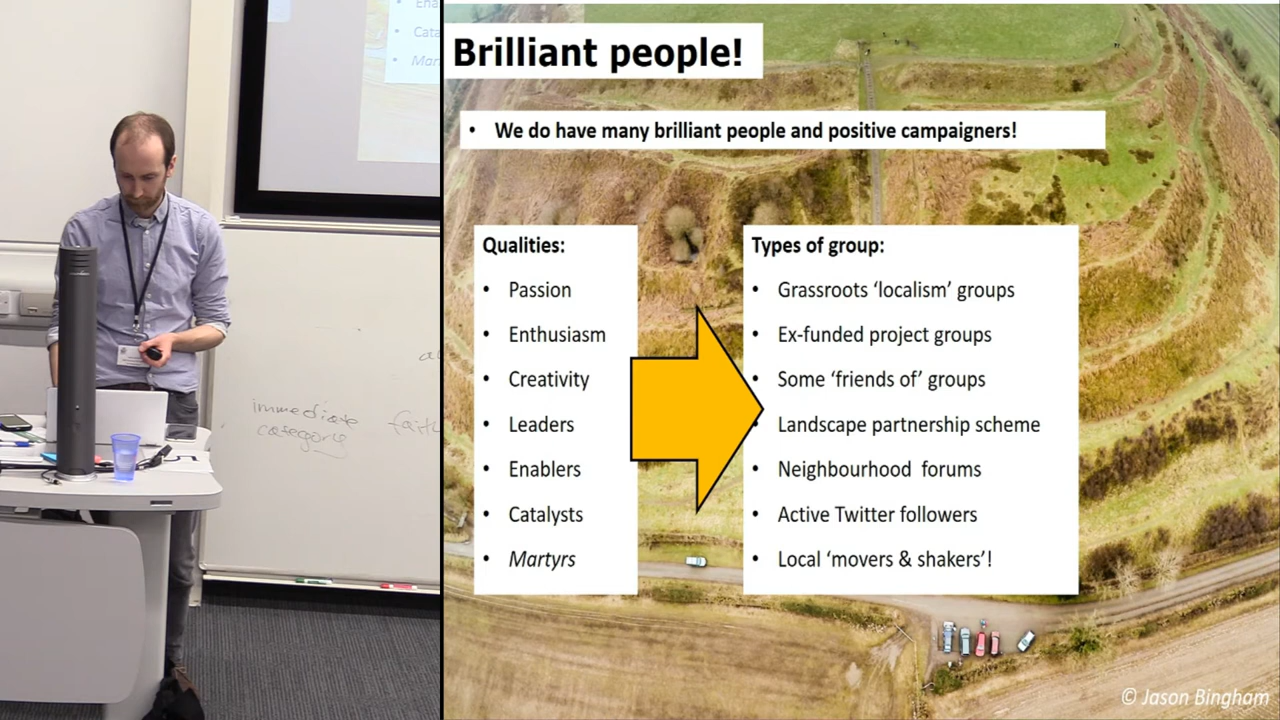 Brilliant people!
• We do have many brilliant people and positive campaigners!
Qualities:
• Passion
• Enthusiasm
• Creativity
• Leaders
• Enablers
• Catalysts
• Martyrs
Types of group:
• Grassroots ‘localism’ groups
• Ex-funded project groups
• Some ‘friends of’ groups
• Landscape partnership scheme
• Neighbourhood forums
• Active Twitter followers
• Local ‘movers & shakers’!
© Jason Bingham
immediate
category